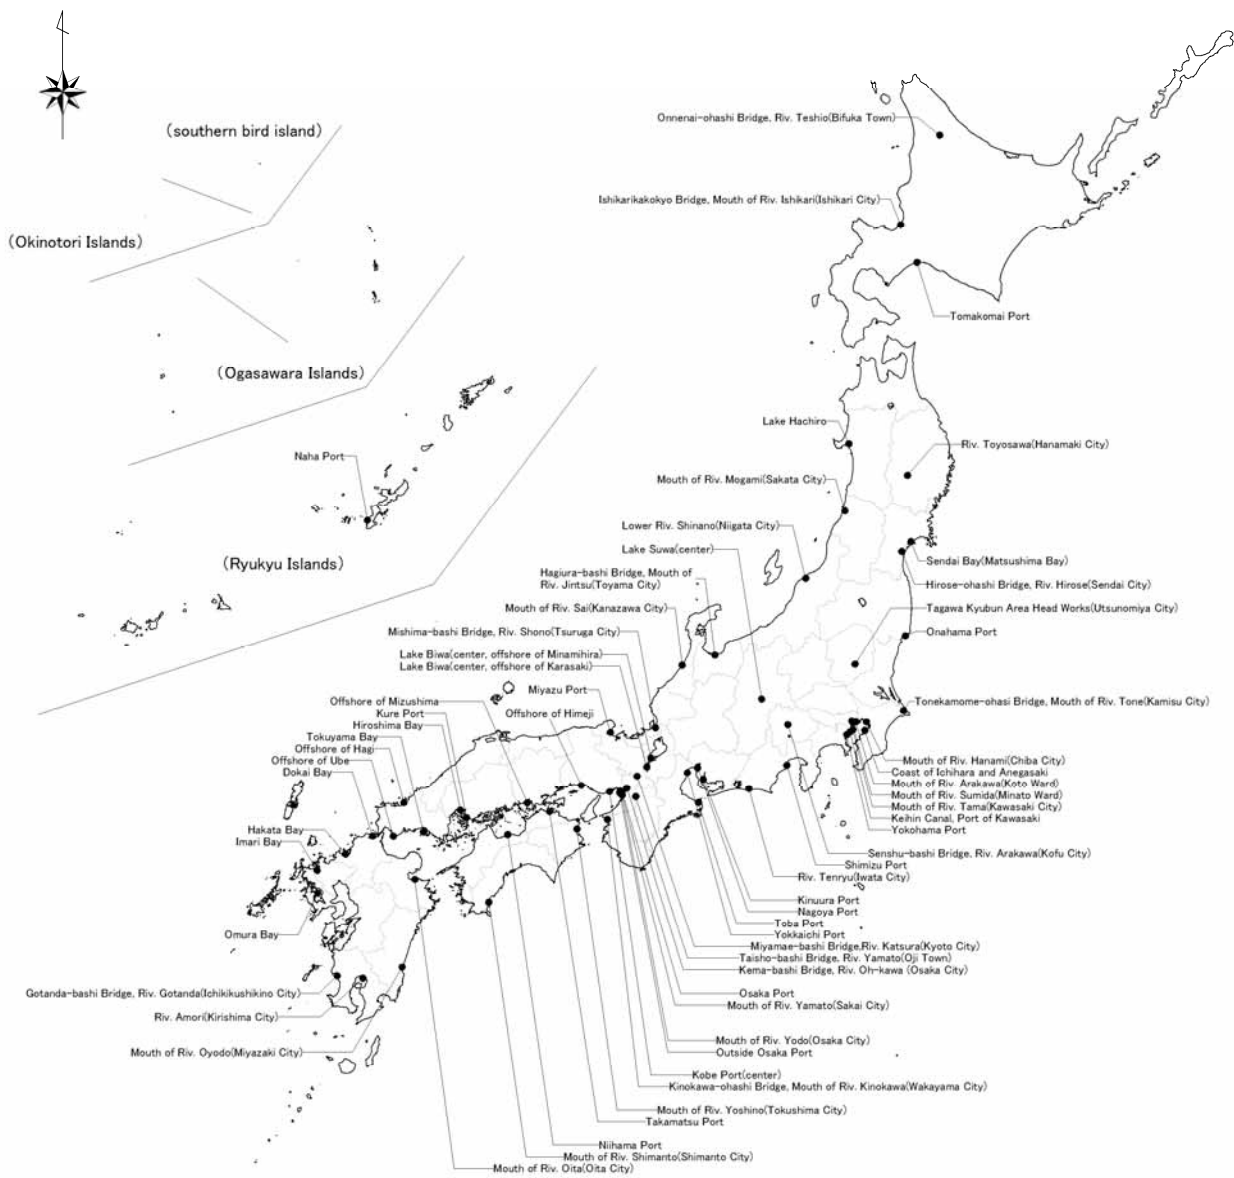 Onnenai-ohashi Bridge, Riv. Teshio(Bifuka Town)
(southern bird island)
Ishikarikakokyo Bridge, Mouth of Riv. Ishikari(Ishikari City)
(Okinotori Islands)
Tomakomai Port
(Ogasawara Islands)
Lake Hachiro
Riv. Toyosawa(Hanamaki City)
Naha Port
Mouth of Riv. Mogami(Sakata City)
Lower Riv. Shinano(Niigata City)
Lake Suwa(center)
(Ryukyu Islands)
Sendai Bay(Matsushima Bay)
Hagiura-bashi Bridge, Mouth of
Riv. Jintsu(Toyama City)
Hirose-ohashi Bridge, Riv. Hirose(Sendai City)
Mouth of Riv. Sai(Kanazawa City)
Tagawa Kyubun Area Head Works(Utsunomiya City)
Mishima-bashi Bridge, Riv. Shono(Tsuruga City)
Onahama Port
Lake Biwa(center, offshore of Minamihira)
Lake Biwa(center, offshore of Karasaki)
Miyazu Port
Offshore of Mizushima
Tonekamome-ohasi Bridge, Mouth of Riv. Tone(Kamisu City)
Kure Port
Offshore of Himeji
Hiroshima Bay
Tokuyama Bay
Offshore of Hagi
Offshore of Ube
Dokai Bay
Mouth of Riv. Hanami(Chiba City)
Coast of Ichihara and Anegasaki
Mouth of Riv. Arakawa(Koto Ward)
Mouth of Riv. Sumida(Minato Ward)
Mouth of Riv. Tama(Kawasaki City)
Keihin Canal, Port of Kawasaki
Yokohama Port
Hakata Bay
Imari Bay
Senshu-bashi Bridge, Riv. Arakawa(Kofu City)
Shimizu Port
Riv. Tenryu(Iwata City)
Kinuura Port
Nagoya Port
Toba Port
Yokkaichi Port
Omura Bay
Miyamae-bashi Bridge,Riv. Katsura(Kyoto City)
Taisho-bashi Bridge, Riv. Yamato(Oji Town)
Kema-bashi Bridge, Riv. Oh-kawa (Osaka City)
Gotanda-bashi Bridge, Riv. Gotanda(Ichikikushikino City)
Osaka Port
Mouth of Riv. Yamato(Sakai City)
Riv. Amori(Kirishima City)
Mouth of Riv. Yodo(Osaka City)
Mouth of Riv. Oyodo(Miyazaki City)
Outside Osaka Port
Kobe Port(center)
Kinokawa-ohashi Bridge, Mouth of Riv. Kinokawa(Wakayama City)
Mouth of Riv. Yoshino(Tokushima City)
Takamatsu Port
Niihama Port
Mouth of Riv. Shimanto(Shimanto City)
Mouth of Riv. Oita(Oita City)